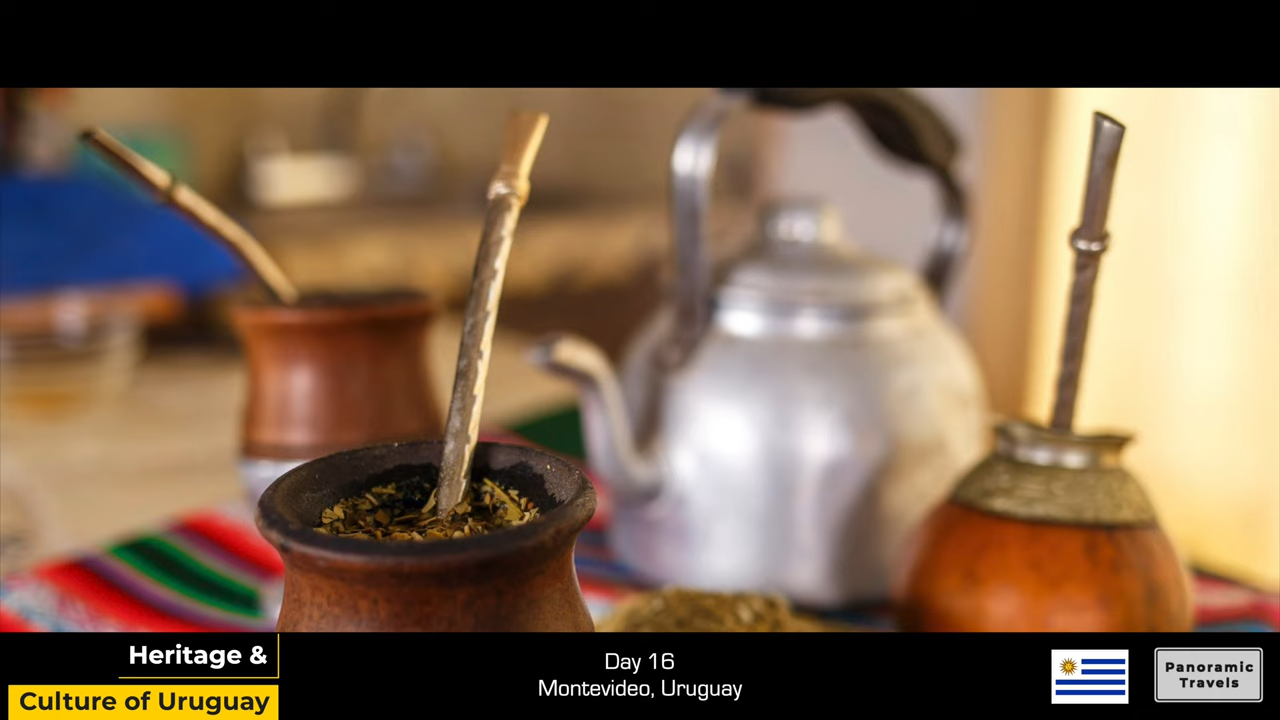 Heritage &
Culture of Uruguay
Day 16
Montevideo, Uruguay
Panoramic
Travels